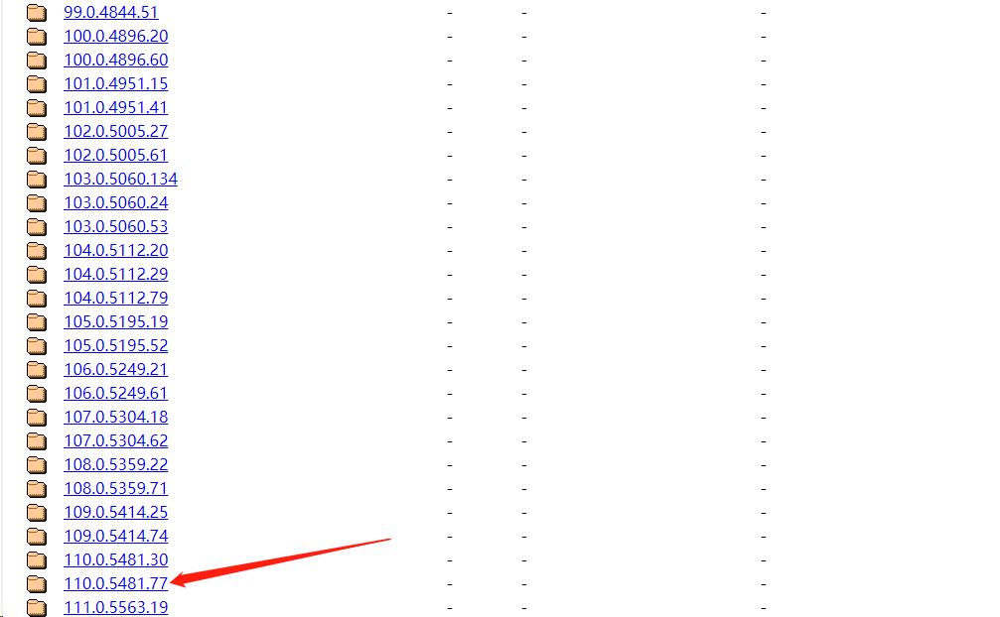 99.0.4844.51 - - -
100.0.4896.20 - - -
100.0.4896.60 - - -
101.0.4951.15 - - -
101.0.4951.41 - - -
102.0.5005.27 - - -
102.0.5005.61 - - -
103.0.5060.134 - - -
103.0.5060.24 - - -
103.0.5060.53 - - -
104.0.5112.20 - - -
104.0.5112.29 - - -
104.0.5112.79 - - -
105.0.5195.19 - - -
105.0.5195.52 - - -
106.0.5249.21 - - -
106.0.5249.61 - - -
107.0.5304.18 - - -
107.0.5304.62 - - -
108.0.5359.22 - - -
108.0.5359.71 - - -
109.0.5414.25 - - -
109.0.5414.74 - - -
110.0.5481.30 - - -
110.0.5481.77 - - -
111.0.5563.19 - - -